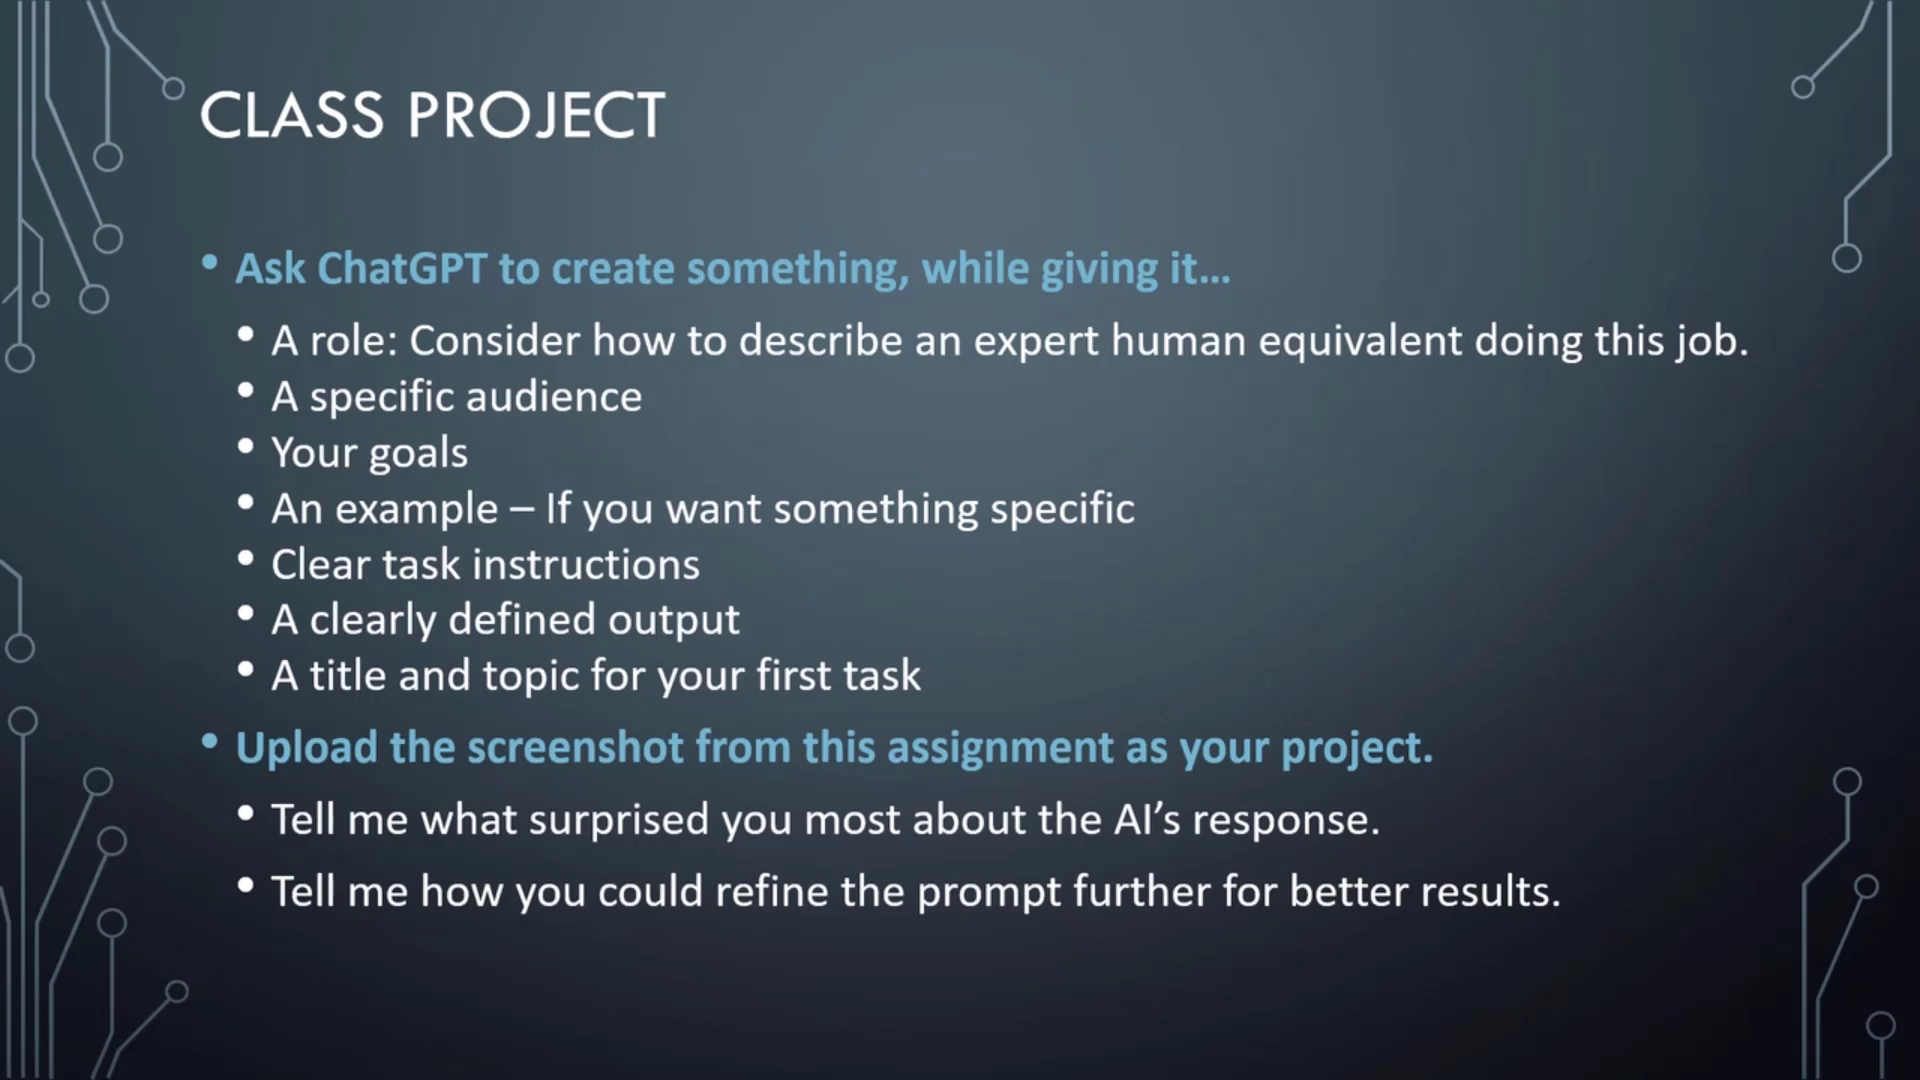 CLASS PROJECT
• Ask ChatGPT to create something, while giving it…
• A role: Consider how to describe an expert human equivalent doing this job.
• A specific audience
• Your goals
• An example – If you want something specific
• Clear task instructions
• A clearly defined output
• A title and topic for your first task
• Upload the screenshot from this assignment as your project.
• Tell me what surprised you most about the AI’s response.
• Tell me how you could refine the prompt further for better results.